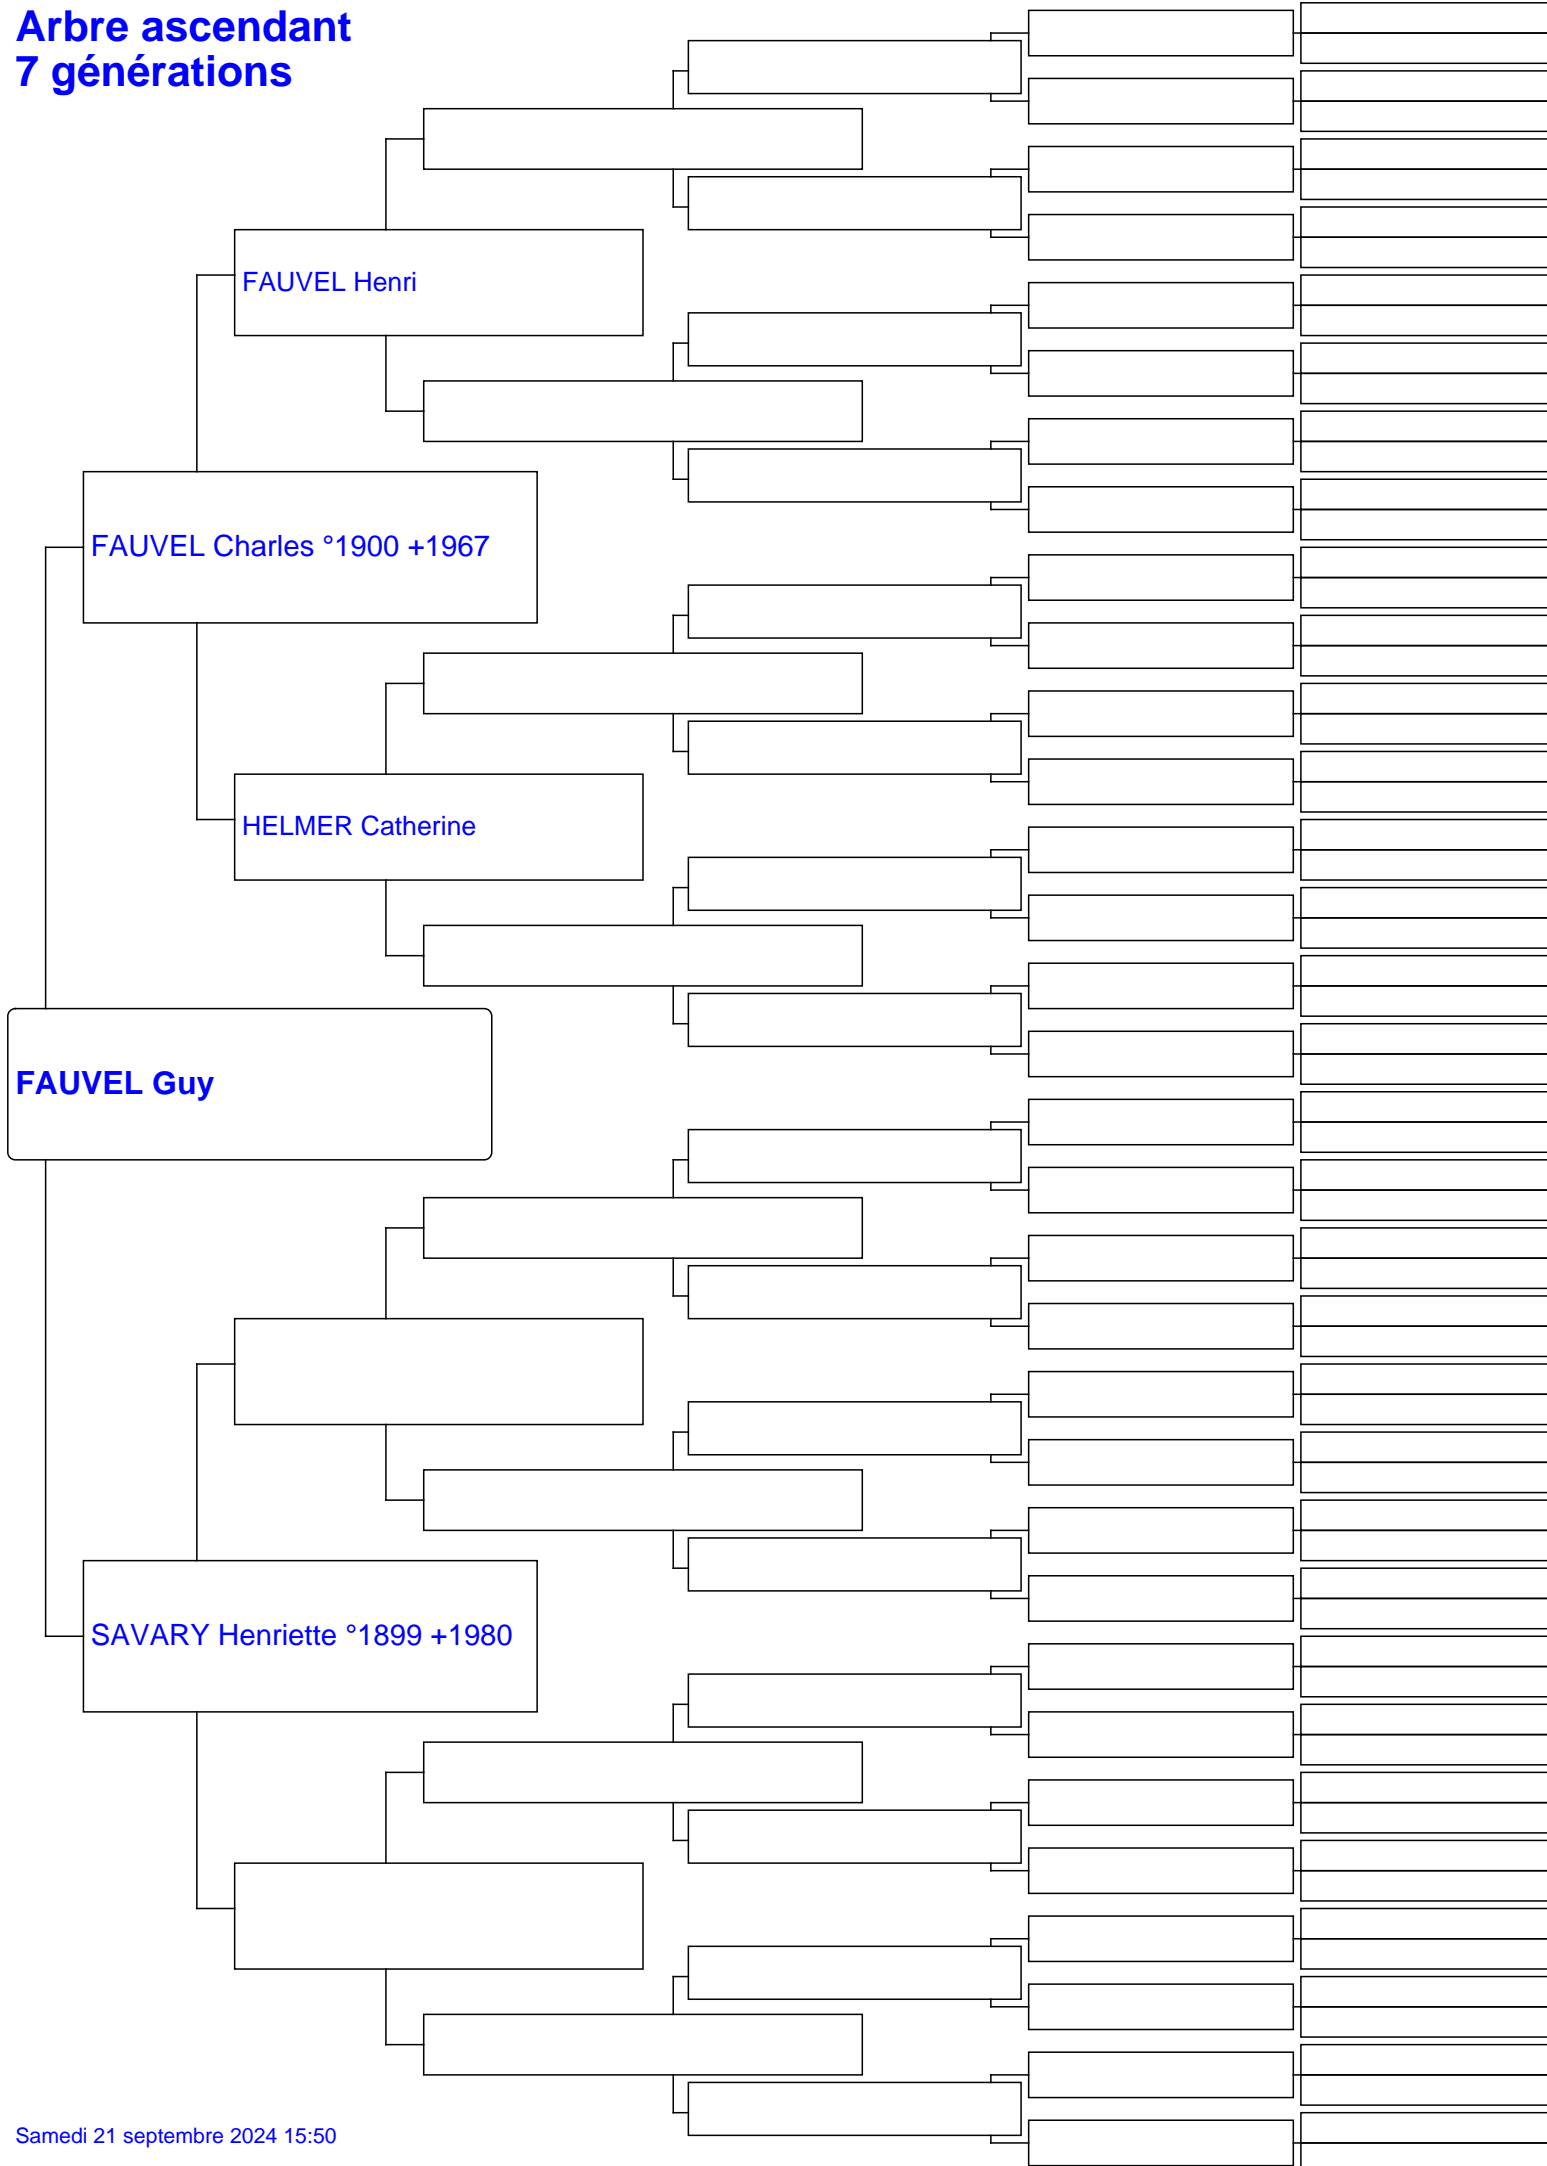 Arbre ascendant
7 générations
FAUVEL Henri
FAUVEL Charles °1900 +1967
HELMER Catherine
FAUVEL Guy
SAVARY Henriette °1899 +1980
Samedi 21 septembre 2024 15:50